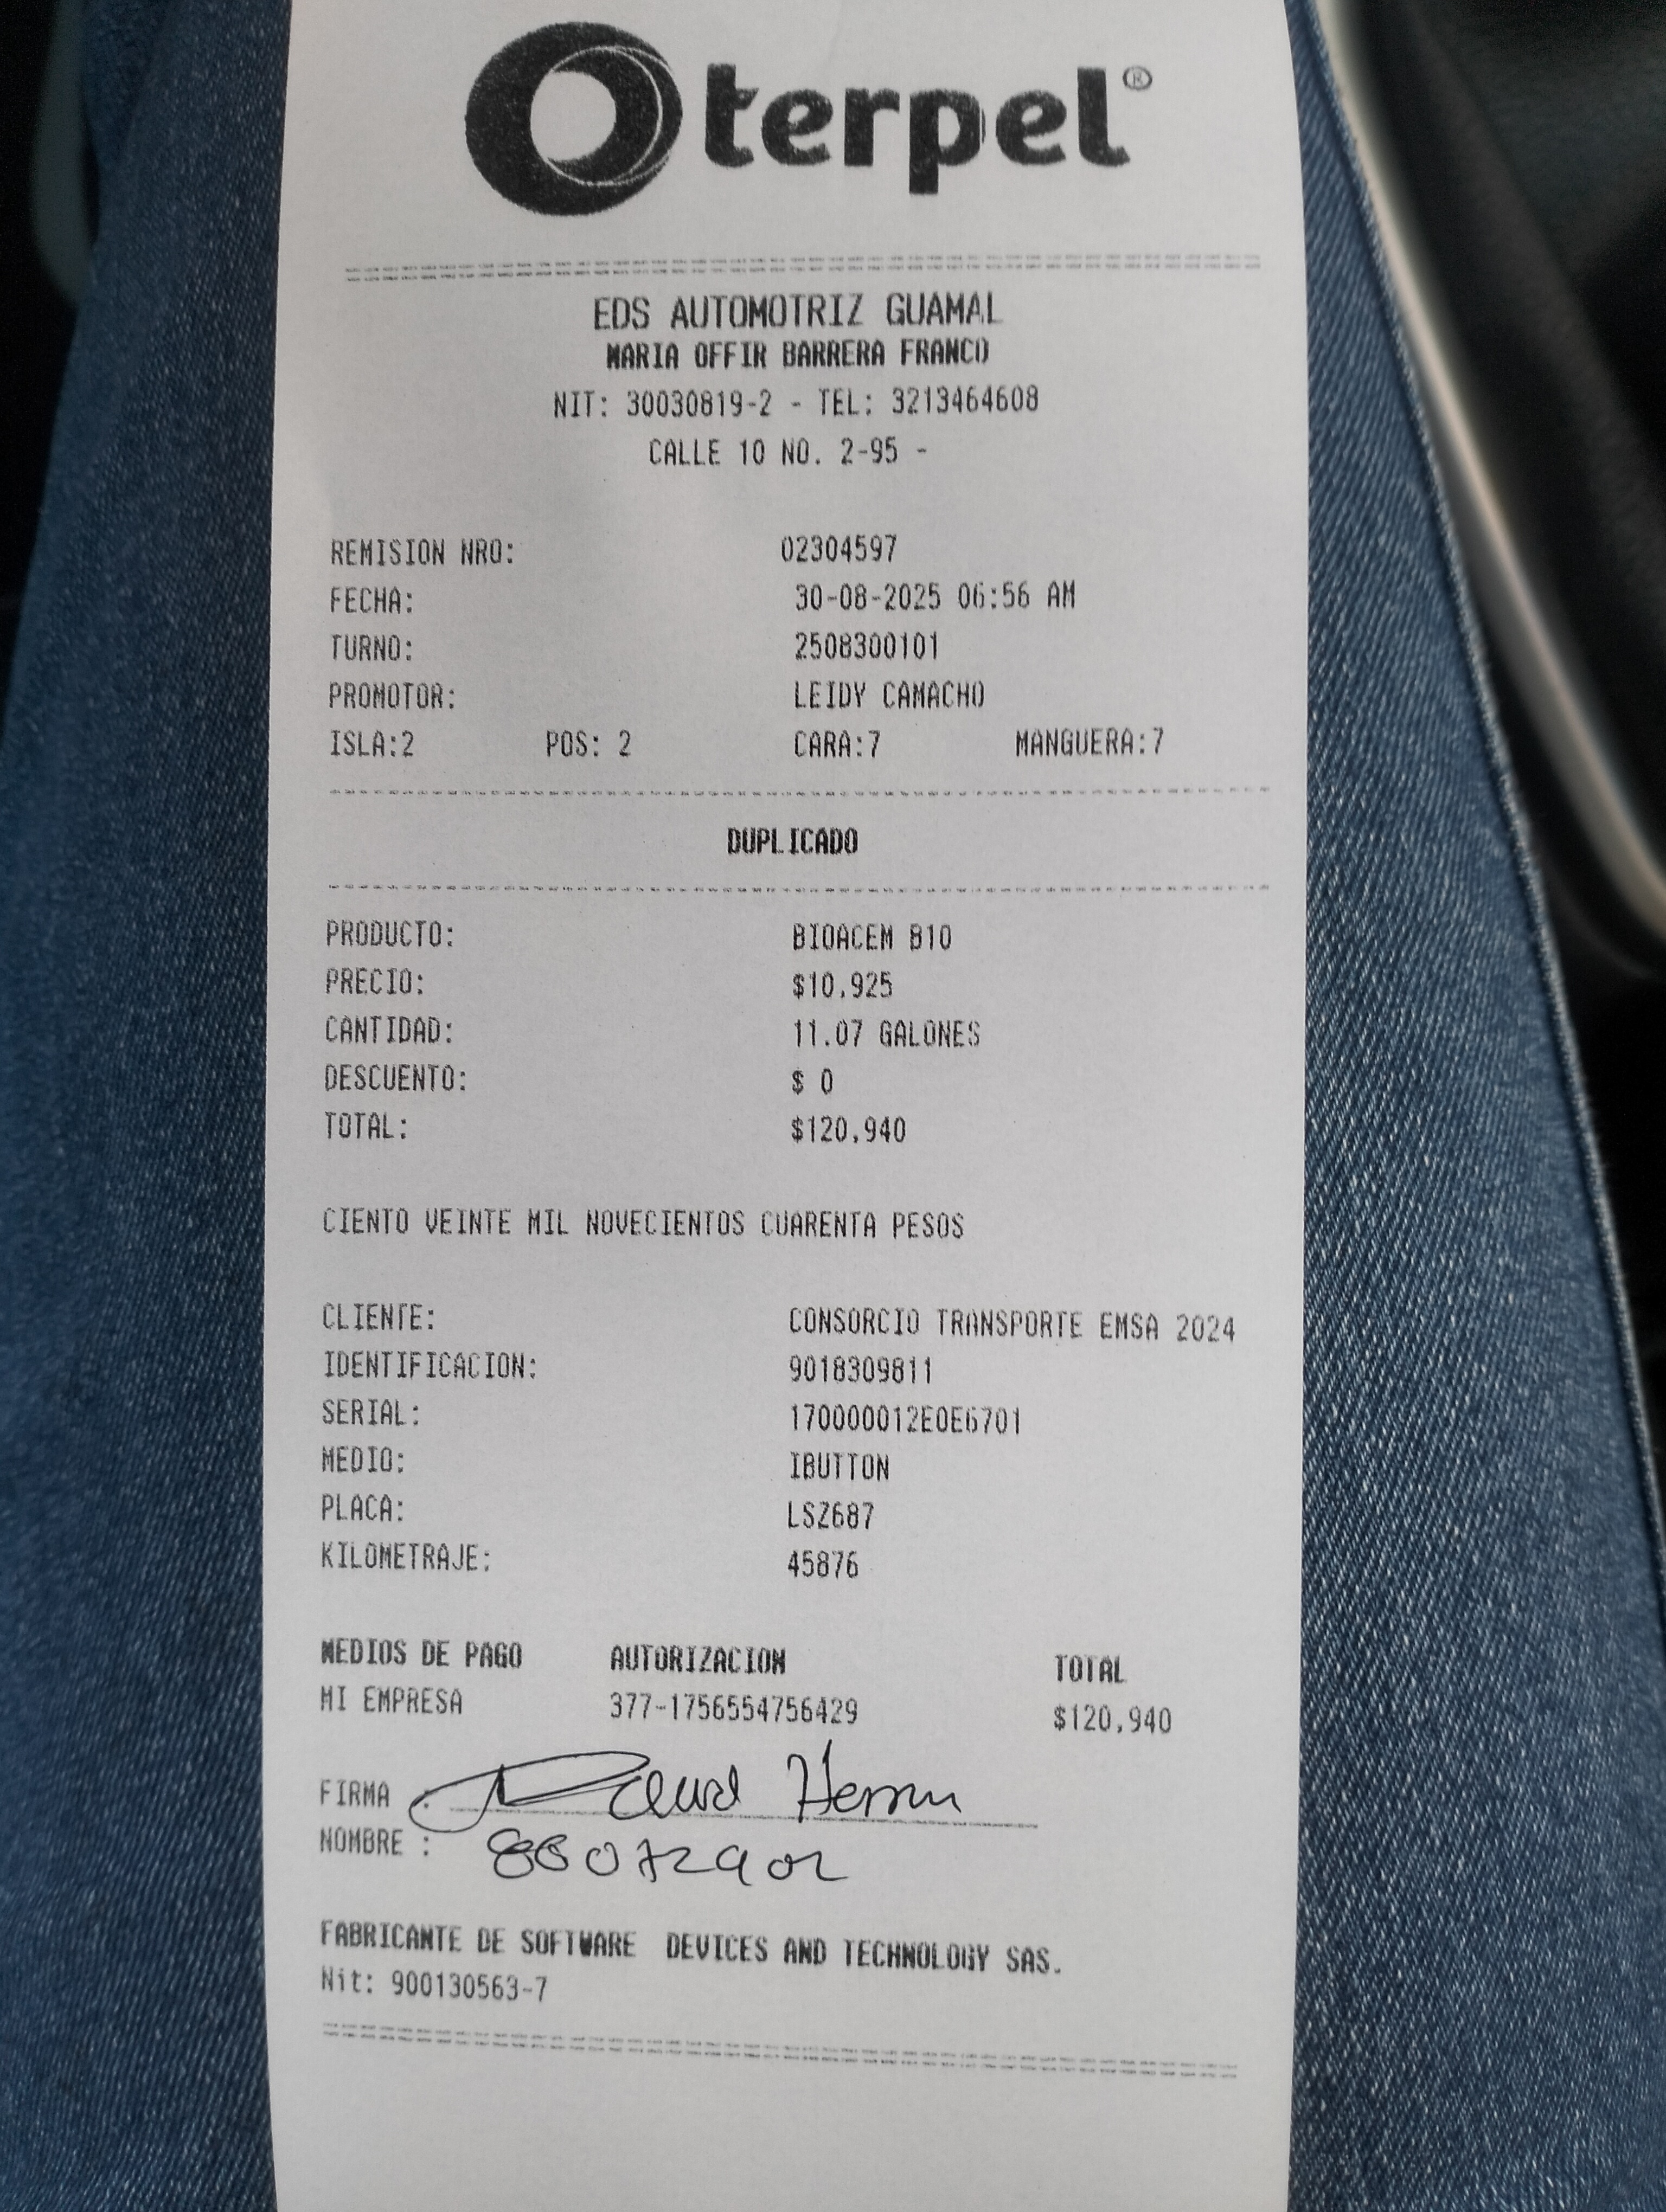 terpel®
EDS AUTOMOTRIZ GUAMAL
MARIA OFFIR BARRERA FRANCO
NIT: 30030819-2 - TEL: 3213464608
CALLE 10 NO. 2-95 -
REMISION NRO: 02304597
FECHA: 30-08-2025 06:56 AM
TURNO: 2508300101
PROMOTOR: LEIDY CAMACHO
ISLA:2 POS: 2 CARA:7 MANGUERA:7
DUPLICADO
PRODUCTO: BIOACEM B10
PRECIO: $10,925
CANTIDAD: 11.07 GALONES
DESCUENTO: $ 0
TOTAL: $120,940
CIENTO VEINTE MIL NOVECIENTOS CUARENTA PESOS
CLIENTE: CONSORCIO TRANSPORTE EMSA 2024
IDENTIFICACION: 9018309811
SERIAL: 170000012E0E6701
MEDIO: IBUTTON
PLACA: LSZ687
KILOMETRAJE: 45876
MEDIOS DE PAGO AUTORIZACION TOTAL
MI EMPRESA 377-1756554756429 $120,940
FIRMA :
NOMBRE :
FABRICANTE DE SOFTWARE DEVICES AND TECHNOLOGY SAS.
Nit: 900130563-7